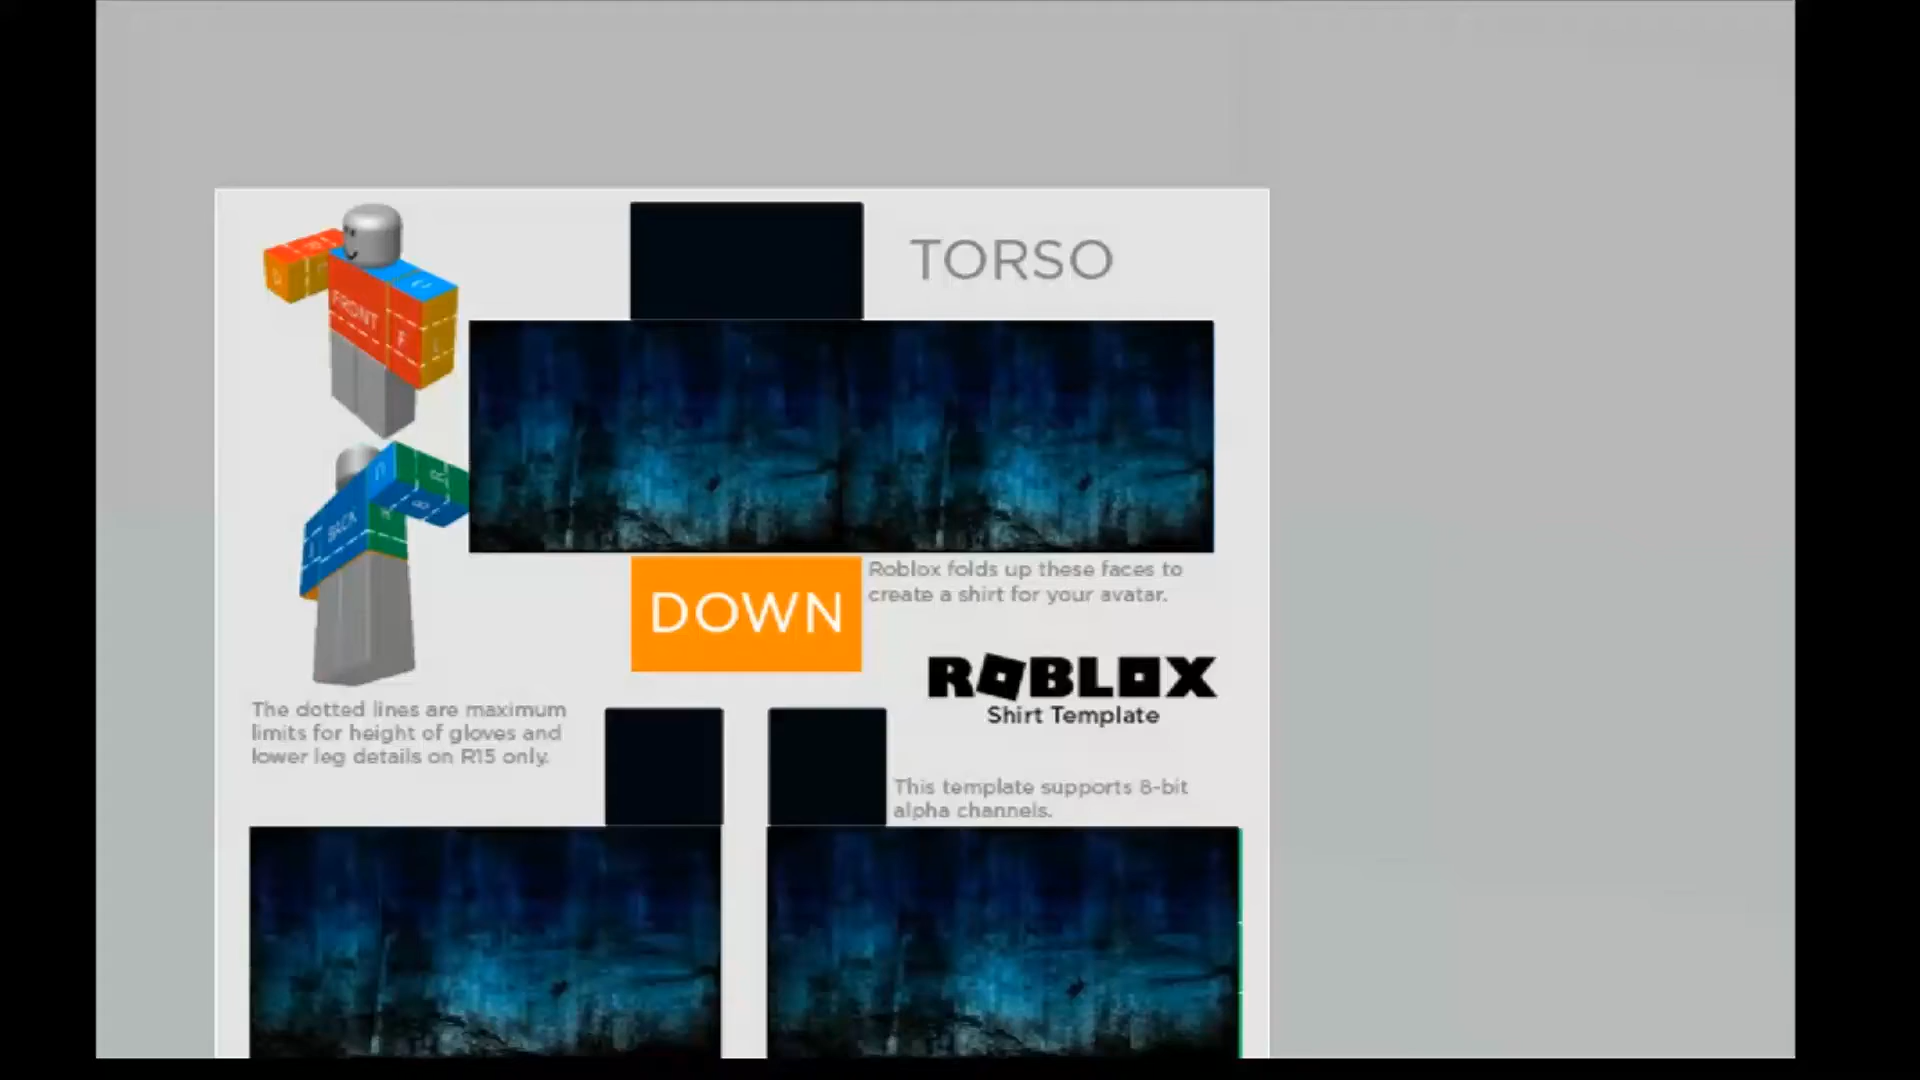 TORSO
FRONT
F
L
U
BACK
R
B
Roblox folds up these faces to
create a shirt for your avatar.
DOWN
ROBLOX
Shirt Template
The dotted lines are maximum
limits for height of gloves and
lower leg details on R15 only.
This template supports 8-bit
alpha channels.